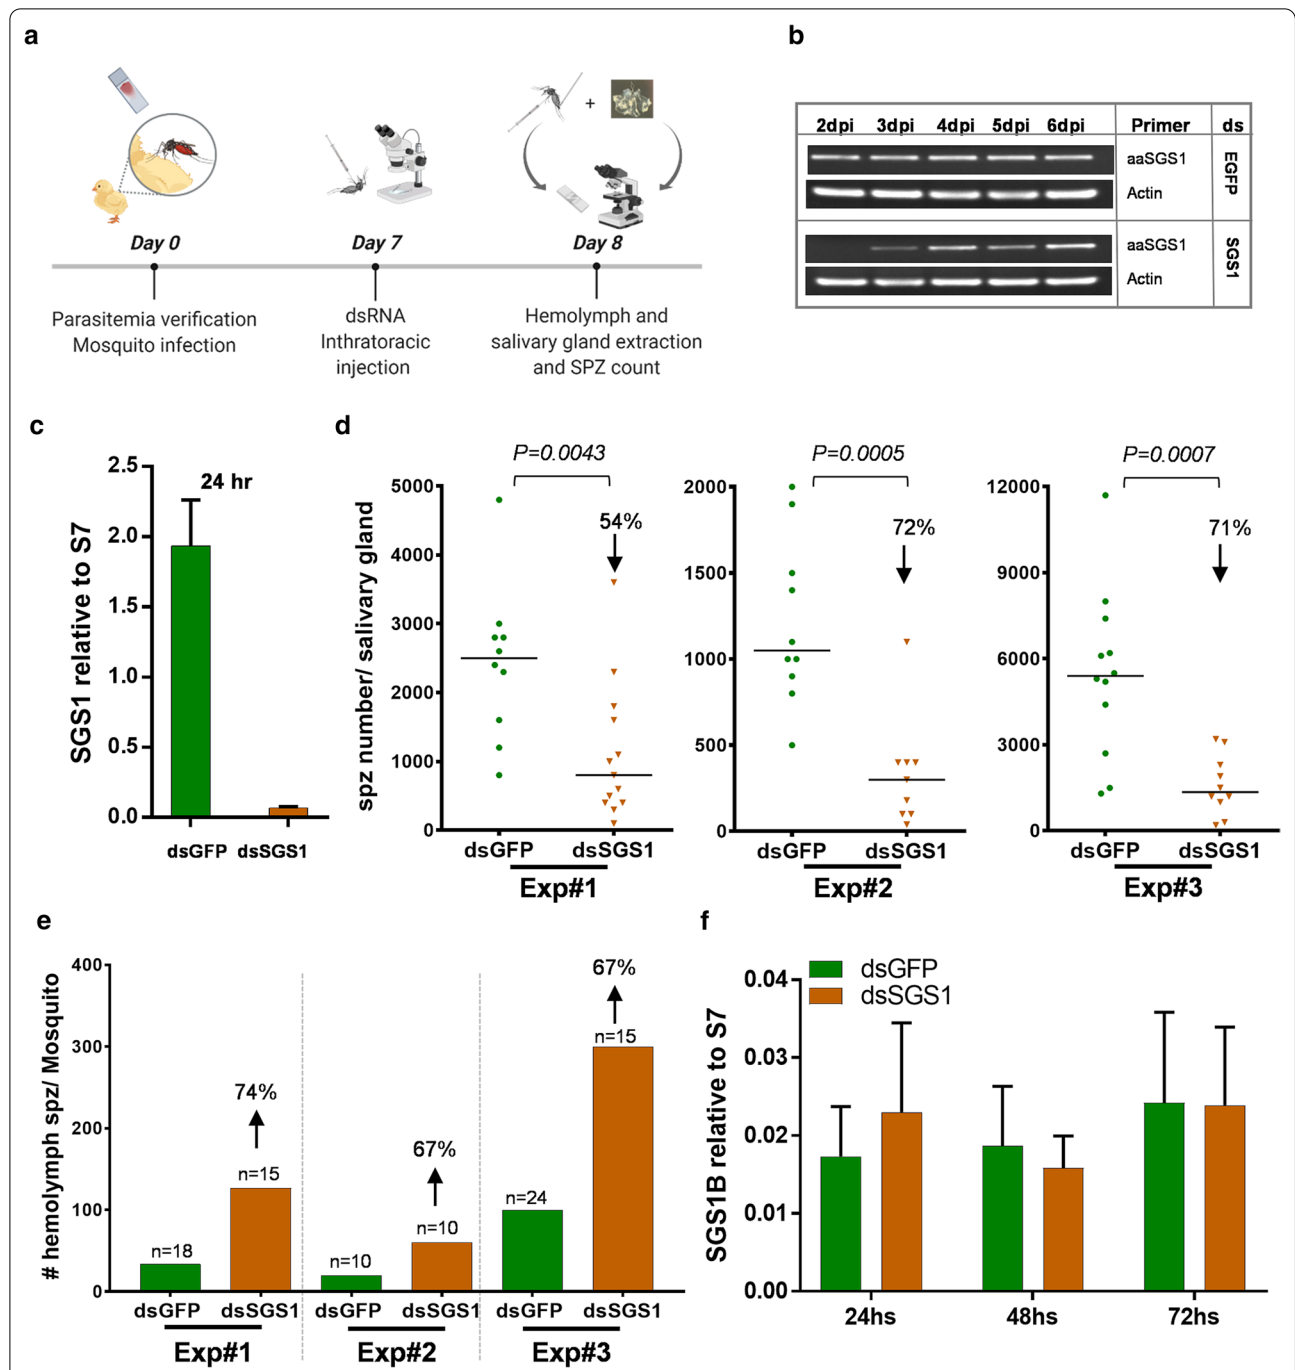 a
+
Day 0
Day 7
Day 8
Parasitemia verification
Mosquito infection
dsRNA
Inthratoracic
injection
Hemolymph and
salivary gland extraction
and SPZ count
b
2dpi 3dpi 4dpi 5dpi 6dpi Primer ds
aaSGS1
Actin
EGFP
aaSGS1
Actin
SGS1
c
SGS1 relative to S7
2.5
2.0
1.5
1.0
0.5
0.0
24 hr
dsGFP dsSGS1
d
spz number/ salivary gland
P=0.0043
54%
5000
4000
3000
2000
1000
0
dsGFP dsSGS1
Exp#1
P=0.0005
72%
2000
1500
1000
500
0
dsGFP dsSGS1
Exp#2
P=0.0007
71%
12000
9000
6000
3000
0
dsGFP dsSGS1
Exp#3
e
# hemolymph spz/ Mosquito
400
300
200
100
0
n=18
74%
n=15
n=10
67%
n=10
n=24
67%
n=15
dsGFP dsSGS1 dsGFP dsSGS1 dsGFP dsSGS1
Exp#1 Exp#2 Exp#3
f
dsGFP
dsSGS1
SGS1B relative to S7
0.04
0.03
0.02
0.01
0.00
24hs 48hs 72hs